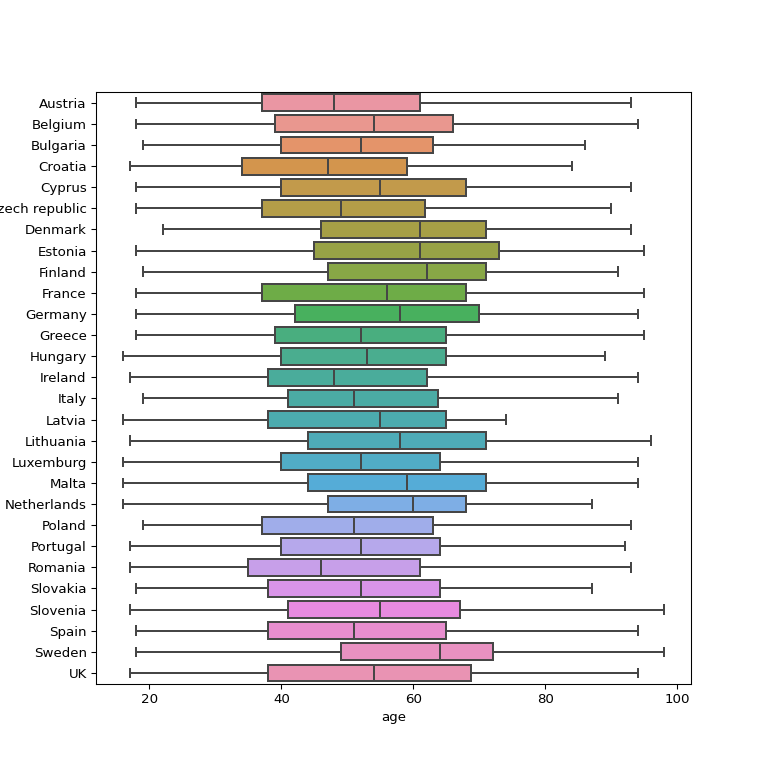 Austria
Belgium
Bulgaria
Croatia
Cyprus
zech republic
Denmark
Estonia
Finland
France
Germany
Greece
Hungary
Ireland
Italy
Latvia
Lithuania
Luxemburg
Malta
Netherlands
Poland
Portugal
Romania
Slovakia
Slovenia
Spain
Sweden
UK
20 40 60 80 100
age